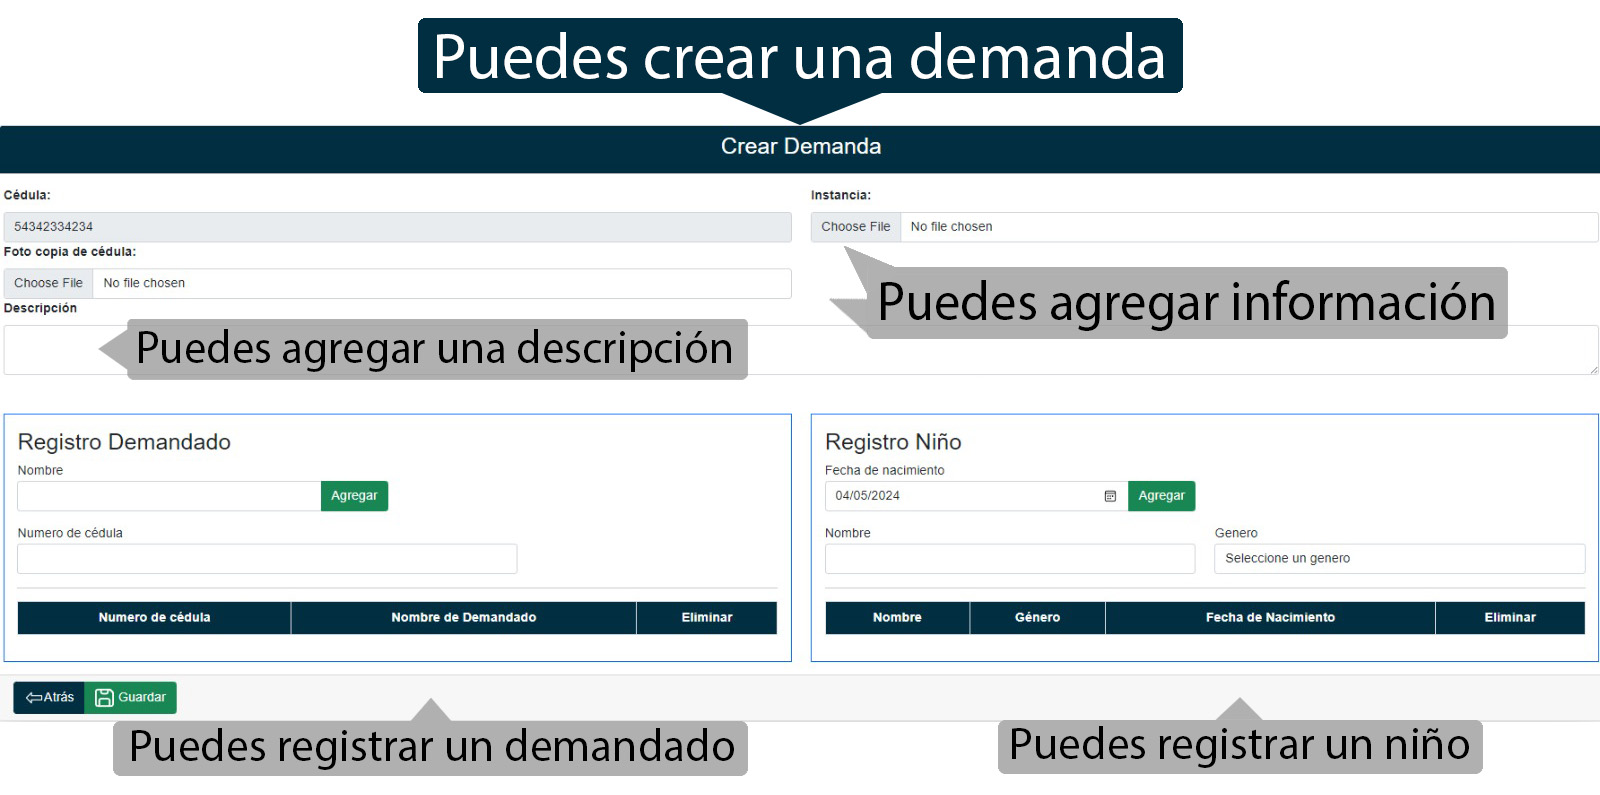 Puedes crear una demanda
Crear Demanda
Cédula:
Instancia:
54342334234
Choose File No file chosen
Foto copia de cédula:
Choose File No file chosen
Puedes agregar información
Descripción
Puedes agregar una descripción
Registro Demandado
Nombre
Agregar
Numero de cédula
Numero de cédula Nombre de Demandado Eliminar
Registro Niño
Fecha de nacimiento
04/05/2024 Agregar
Nombre Genero
Seleccione un genero
Nombre Género Fecha de Nacimiento Eliminar
Atrás Guardar
Puedes registrar un demandado
Puedes registrar un niño